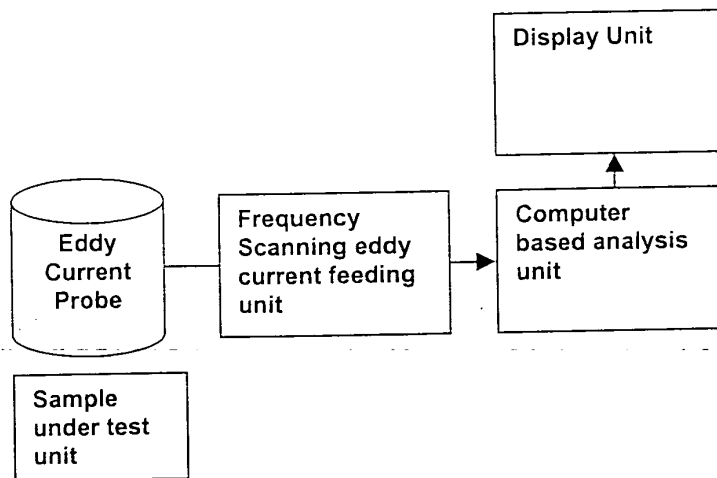 Display Unit
Eddy
Current
Probe
Frequency
Scanning eddy
current feeding
unit
Computer
based analysis
unit
Sample
under test
unit